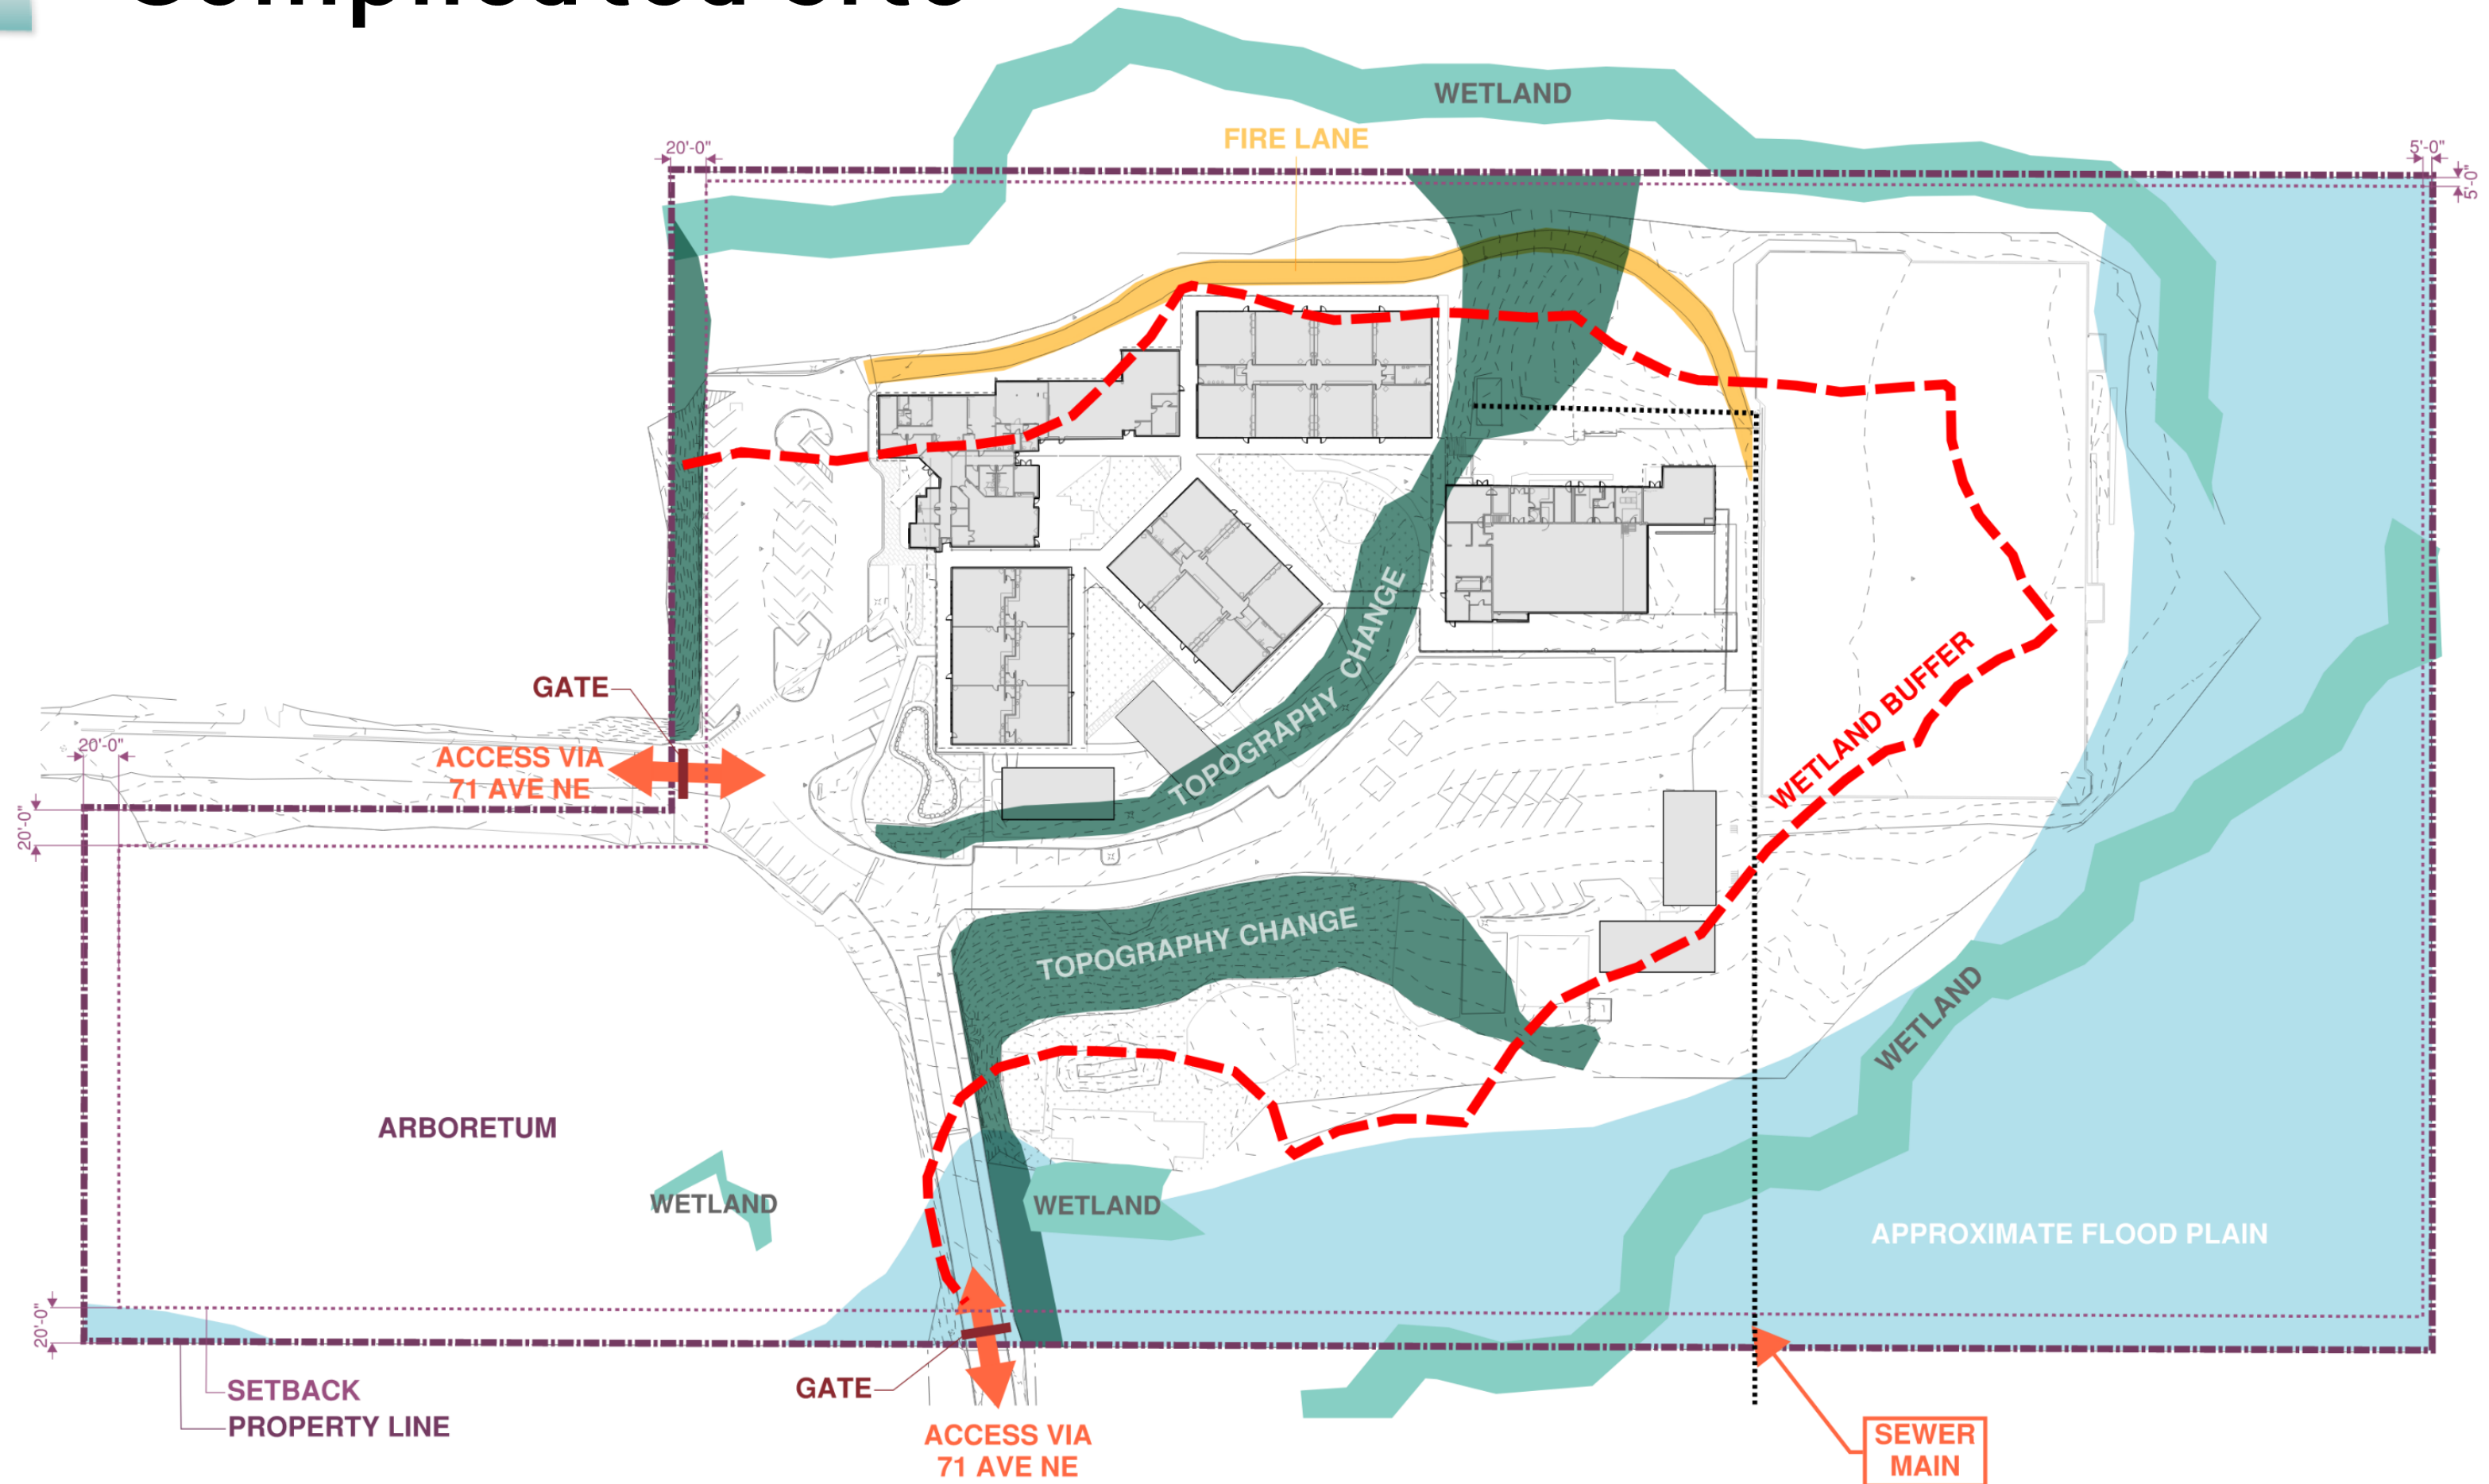 Complicated Site
WETLAND
FIRE LANE
20'-0"
5'-0"
5'-0"
GATE
ACCESS VIA
71 AVE NE
20'-0"
20'-0"
TOPOGRAPHY CHANGE
WETLAND BUFFER
TOPOGRAPHY CHANGE
WETLAND
ARBORETUM
WETLAND
WETLAND
APPROXIMATE FLOOD PLAIN
20'-0"
SETBACK
PROPERTY LINE
GATE
ACCESS VIA
71 AVE NE
SEWER
MAIN